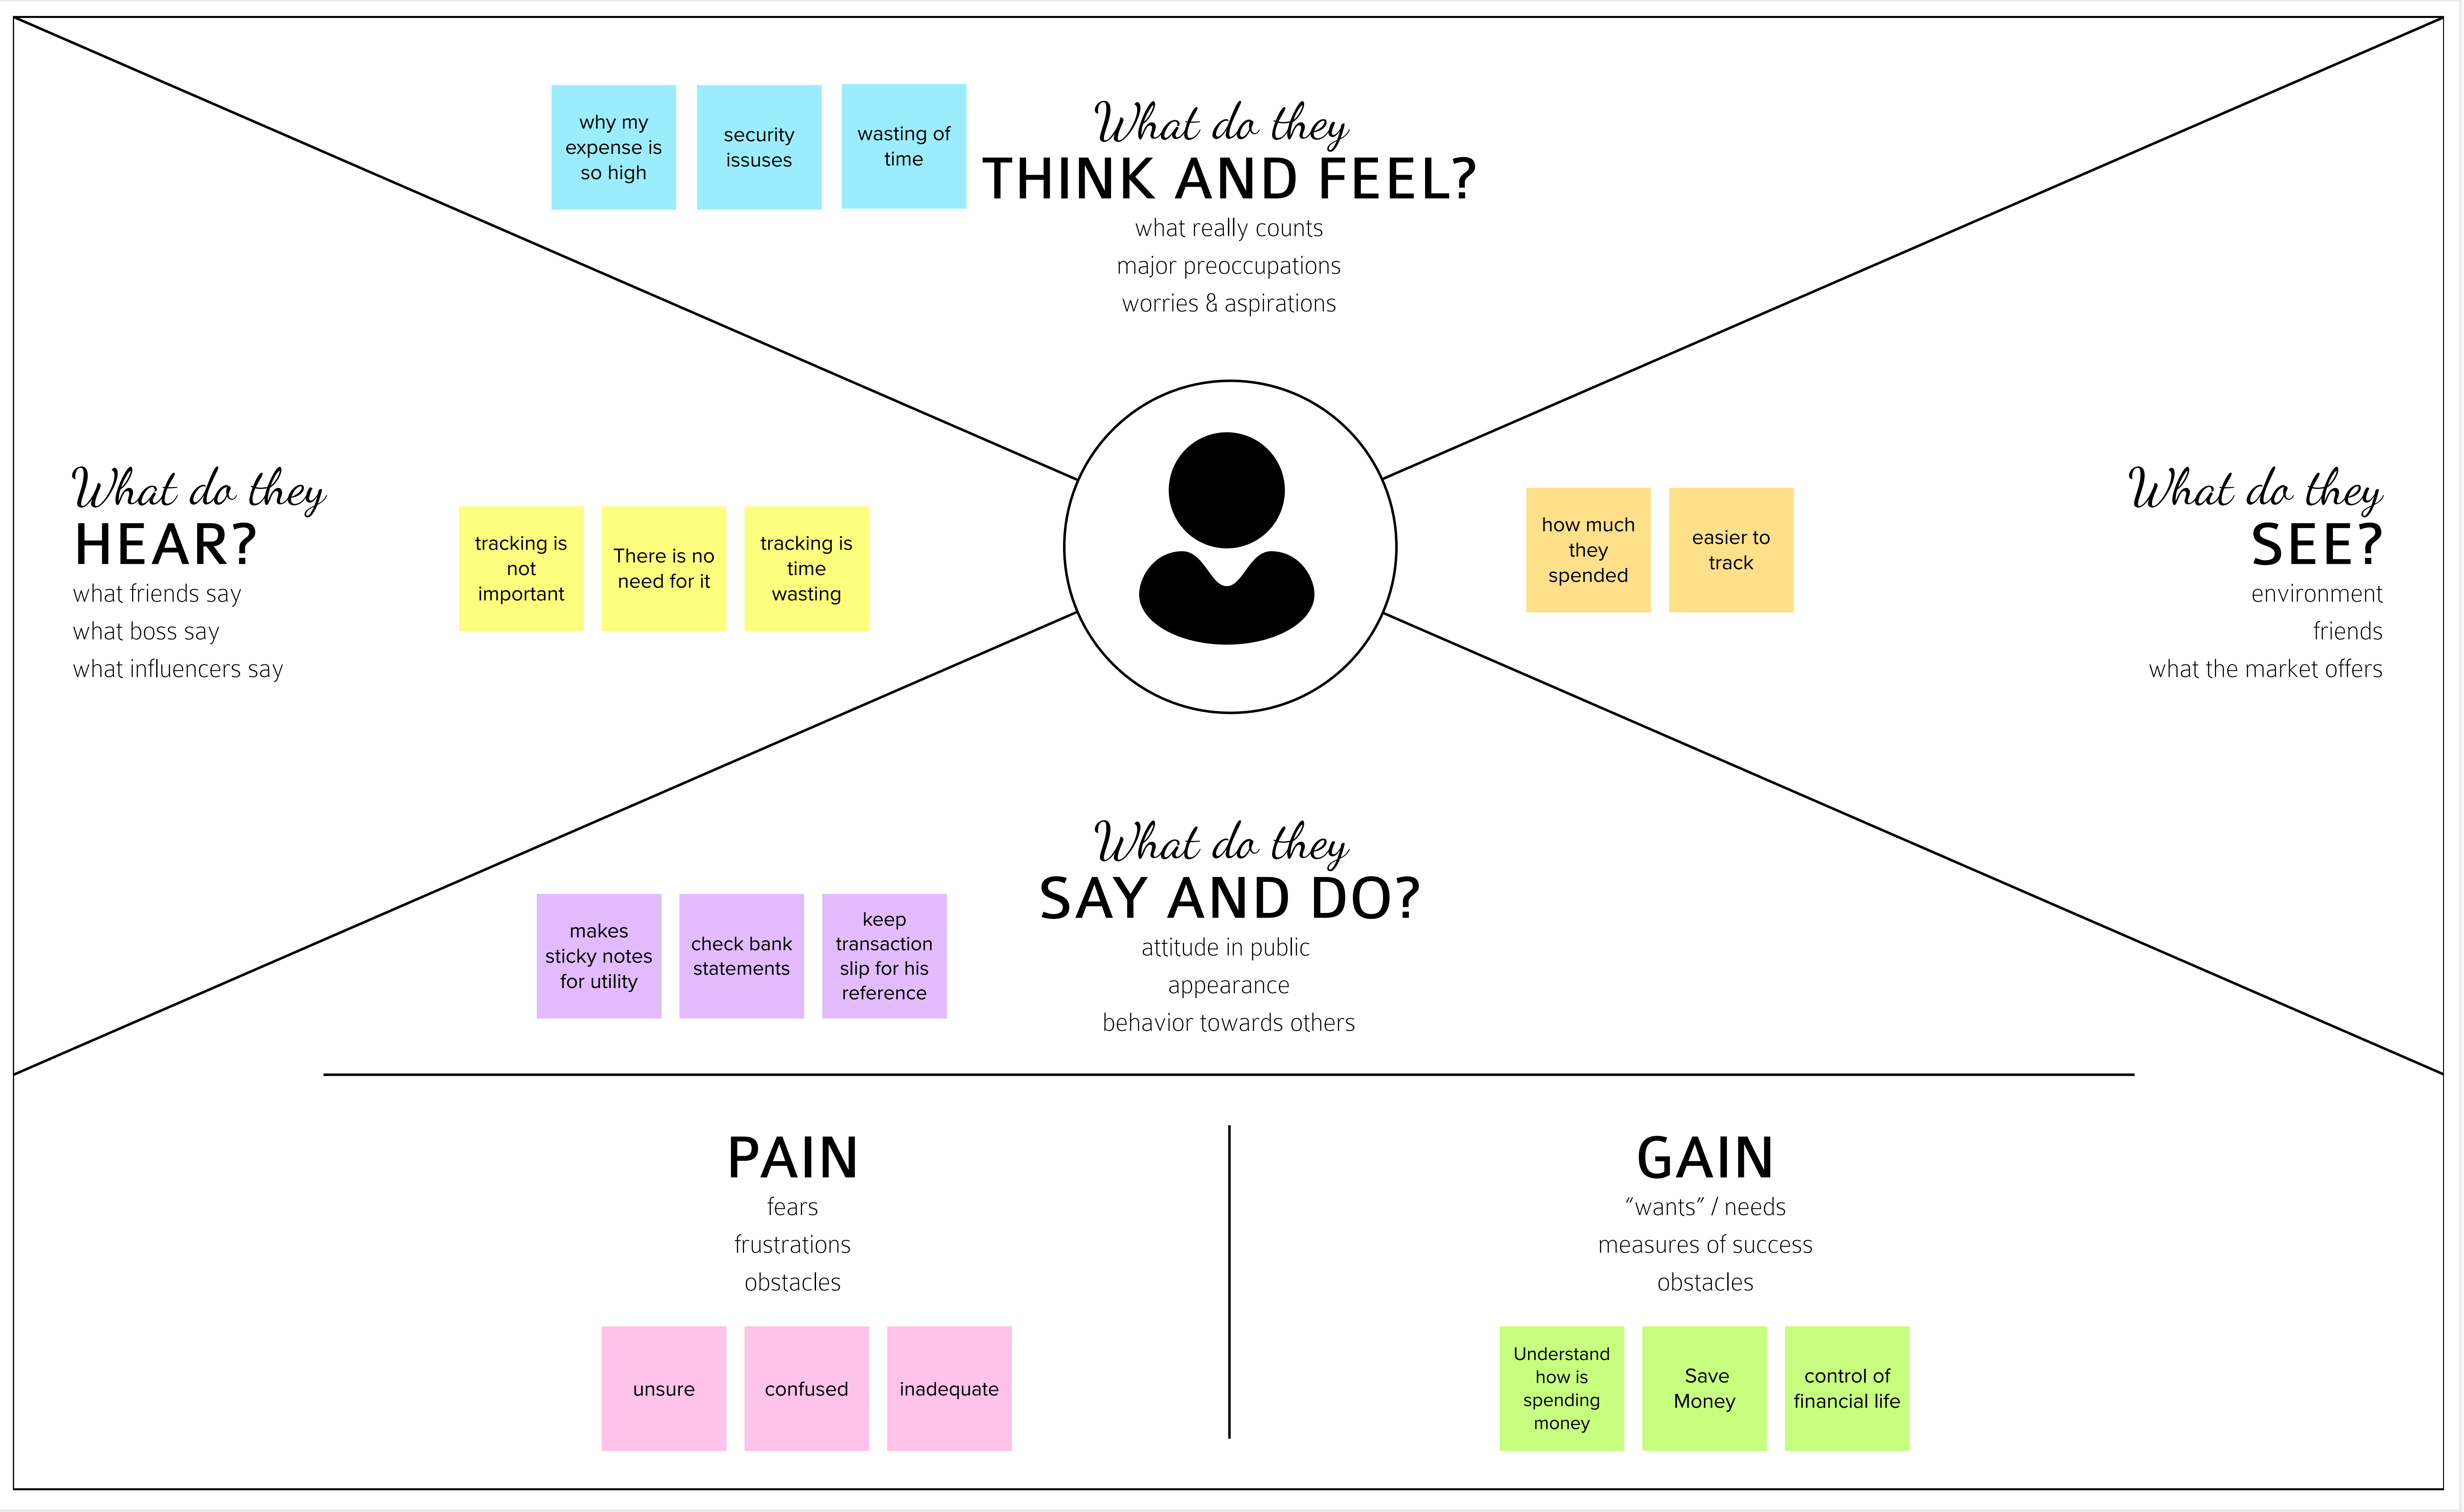 why my
expense is
so high
security
issuses
wasting of
time
What do they
THINK AND FEEL?
what really counts
major preoccupations
worries & aspirations
What do they
HEAR?
what friends say
what boss say
what influencers say
tracking is
not
important
There is no
need for it
tracking is
time
wasting
how much
they
spended
easier to
track
What do they
SEE?
environment
friends
what the market offers
What do they
SAY AND DO?
attitude in public
appearance
behavior towards others
makes
sticky notes
for utility
check bank
statements
keep
transaction
slip for his
reference
PAIN
fears
frustrations
obstacles
unsure
confused
inadequate
GAIN
“wants” / needs
measures of success
obstacles
Understand
how is
spending
money
Save
Money
control of
financial life